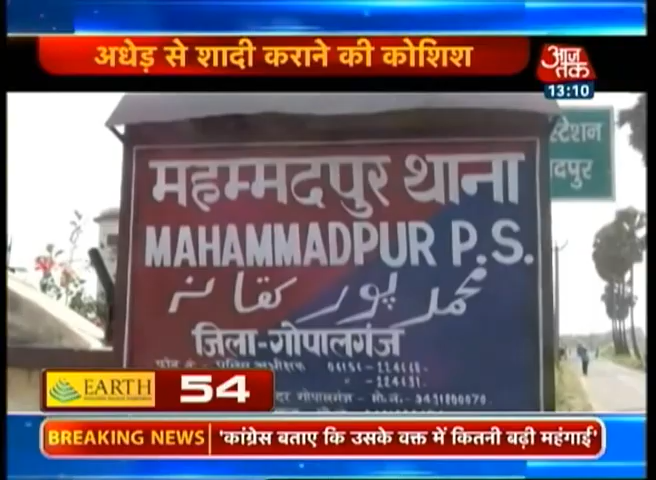 अधेड़ से शादी कराने की कोशिश
आज तक
13:10
स्टेशन
दपुर
महम्मदपुर थाना
MAHAMMADPUR P.S.
محمد پور تھانہ
जिला-गोपालगंज
EARTH
54
BREAKING NEWS
'कांग्रेस बताए कि उसके वक्त में कितनी बढ़ी महंगाई'